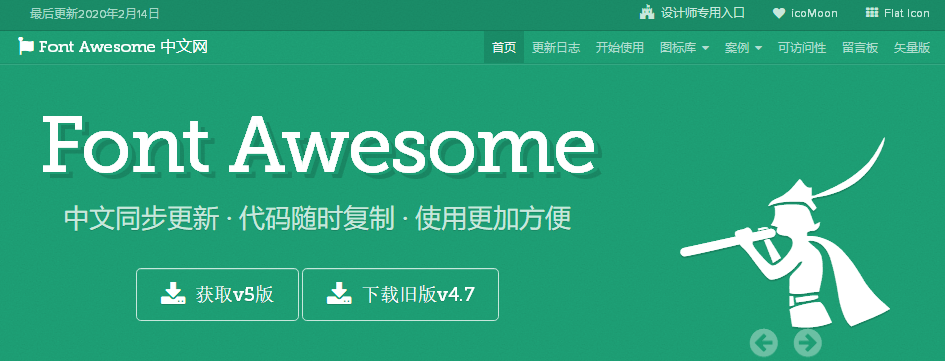 最后更新2020年2月14日 设计师专用入口 icoMoon Flat Icon
Font Awesome 中文网 首页 更新日志 开始使用 图标库 案例 可访问性 留言板 矢量版
Font Awesome
中文同步更新 · 代码随时复制 · 使用更加方便
获取v5版 下载旧版v4.7